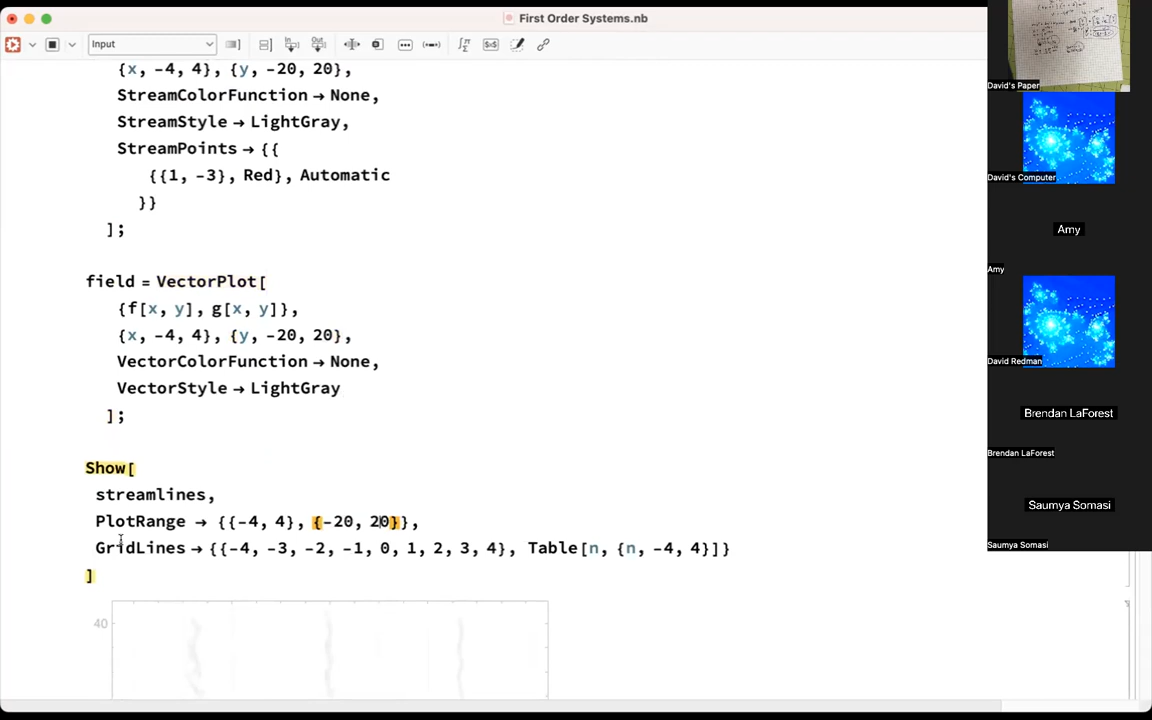 First Order Systems.nb
Input
{x, -4, 4}, {y, -20, 20},
StreamColorFunction → None,
StreamStyle → LightGray,
StreamPoints → {{
{{1, -3}, Red}, Automatic
}}
];
field = VectorPlot[
{f[x, y], g[x, y]},
{x, -4, 4}, {y, -20, 20},
VectorColorFunction → None,
VectorStyle → LightGray
];
Show[
streamlines,
PlotRange → {{-4, 4}, {-20, 20}},
GridLines → {{-4, -3, -2, -1, 0, 1, 2, 3, 4}, Table[n, {n, -4, 4}]}
]
40
David's Paper
David's Computer
Amy
Amy
David Redman
Brendan LaForest
Brendan LaForest
Saumya Somasi
Saumya Somasi